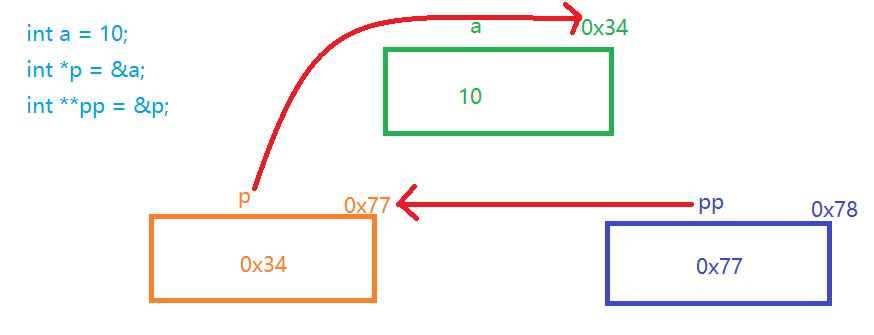 int a = 10;
int *p = &a;
int **pp = &p;
a
0x34
10
p
0x77
0x34
pp
0x78
0x77